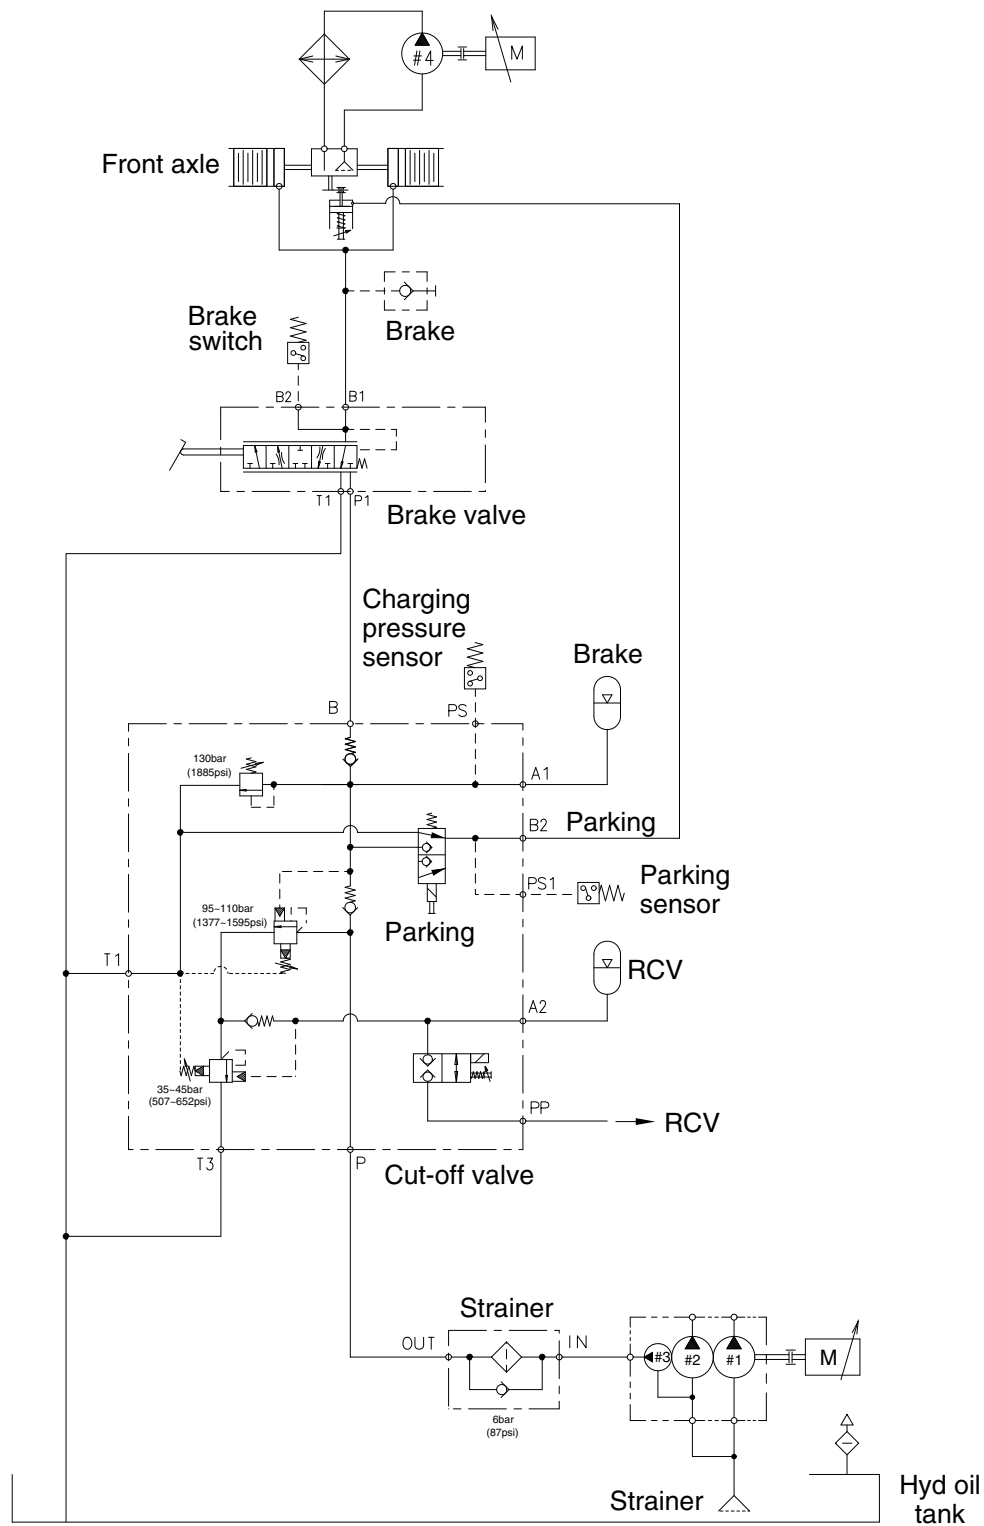 #4
M
Front axle
Brake
switch
Brake
B2
B1
T1
P1
Brake valve
Charging
pressure
sensor
Brake
B
PS
130bar
(1885psi)
A1
B2
Parking
PS1
Parking
sensor
95~110bar
(1377~1595psi)
Parking
T1
RCV
A2
35~45bar
(507~652psi)
PP
RCV
T3
P
Cut-off valve
Strainer
OUT
IN
#3
#2
#1
M
6bar
(87psi)
Strainer
Hyd oil
tank